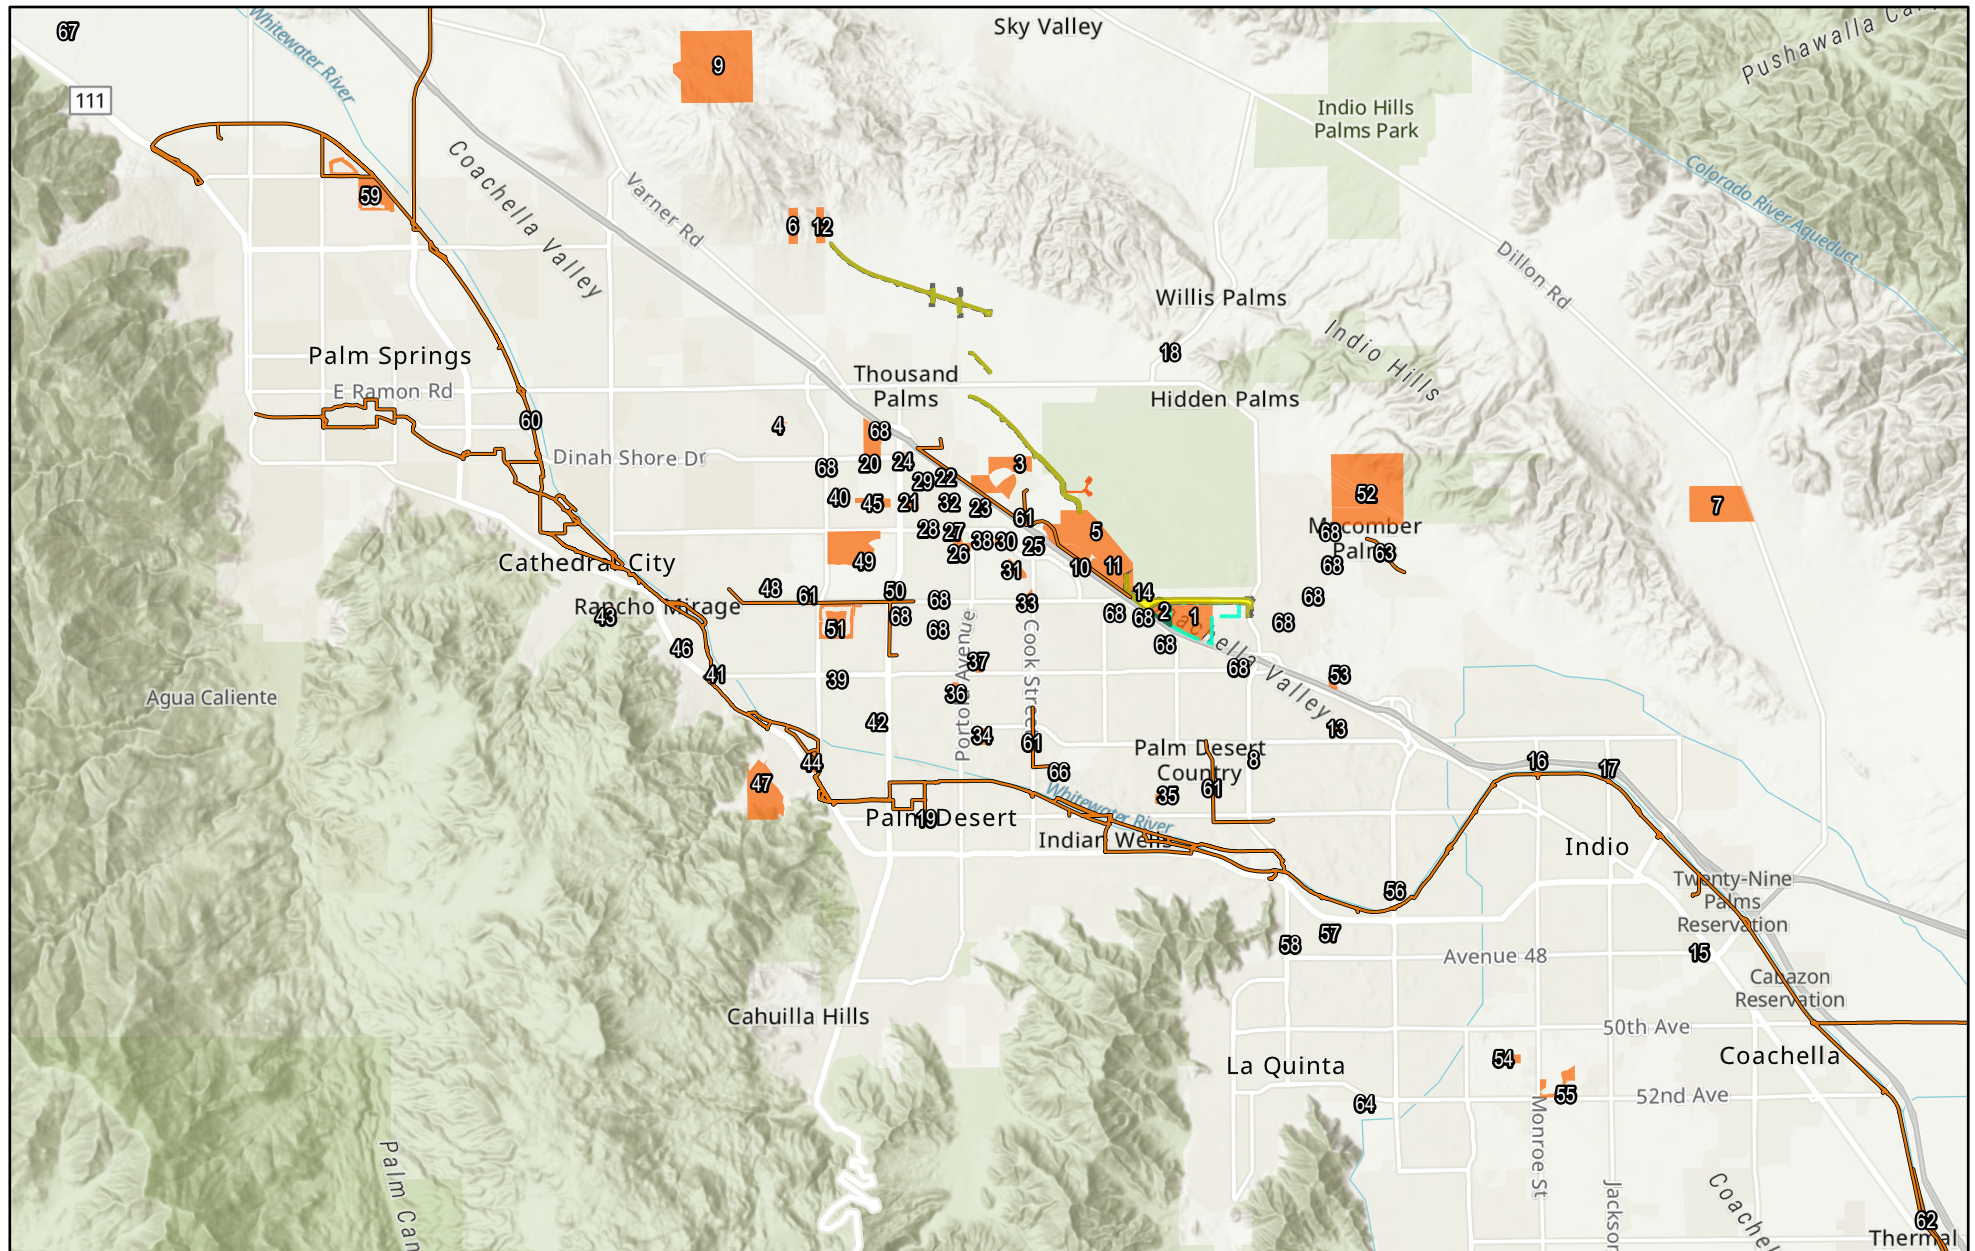 67
Whitewater River
Sky Valley
Pushawalla
9
111
Indio Hills
Palms Park
Coachella Valley
Varner Rd
Colorado River Aqueduct
59
6
12
Dillon Rd
Willis Palms
Indio Hills
18
Palm Springs
E Ramon Rd
Thousand
Palms
Hidden Palms
60
4
68
Dinah Shore Dr
68
20
24
3
29
22
52
7
40
45
21
32
23
61
Macomber
Palms
68
28
27
38
30
25
5
26
10
11
68
63
Cathedral City
49
31
48
61
50
68
33
14
68
Rancho Mirage
43
51
68
68
68
68
2
1
68
Coachella Valley
46
37
68
68
41
39
36
53
Agua Caliente
Portola Avenue
Cook Street
42
34
61
13
44
Palm Desert
Country
8
16
17
47
66
61
35
Whitewater River
Palm Desert
19
Indian Wells
Indio
56
Twenty-Nine
Palms
Reservation
57
58
Avenue 48
15
Cabazon
Reservation
Cahuilla Hills
50th Ave
Coachella
La Quinta
54
55
52nd Ave
64
Monroe St
Jackson
62
Thermal